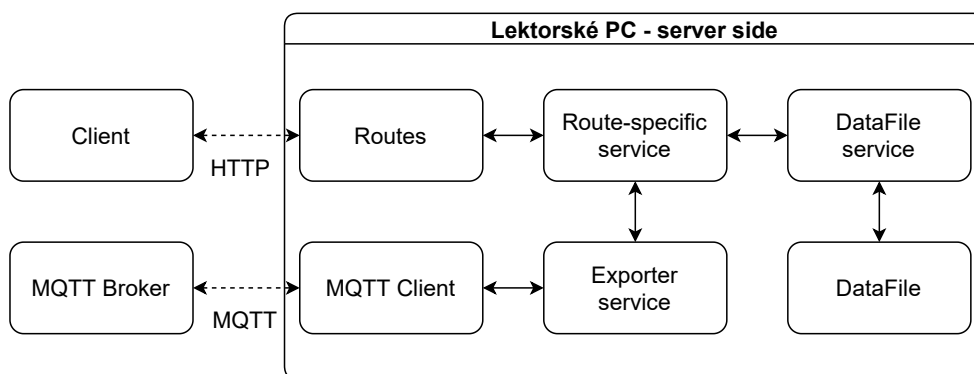 Lektorské PC - server side
Client
HTTP
Routes
Route-specific
service
DataFile
service
MQTT Broker
MQTT
MQTT Client
Exporter
service
DataFile